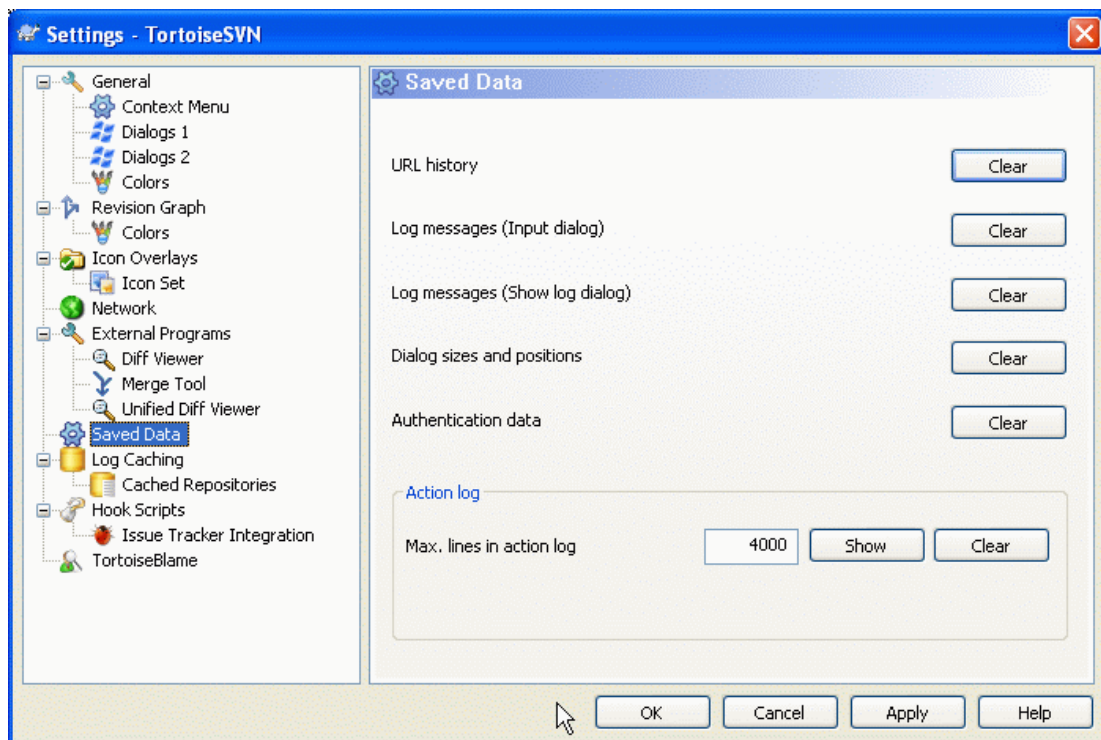 Settings - TortoiseSVN
General
Context Menu
Dialogs 1
Dialogs 2
Colors
Revision Graph
Colors
Icon Overlays
Icon Set
Network
External Programs
Diff Viewer
Merge Tool
Unified Diff Viewer
Saved Data
Log Caching
Cached Repositories
Hook Scripts
Issue Tracker Integration
TortoiseBlame
Saved Data
URL history Clear
Log messages (Input dialog) Clear
Log messages (Show log dialog) Clear
Dialog sizes and positions Clear
Authentication data Clear
Action log
Max. lines in action log 4000 Show Clear
OK Cancel Apply Help